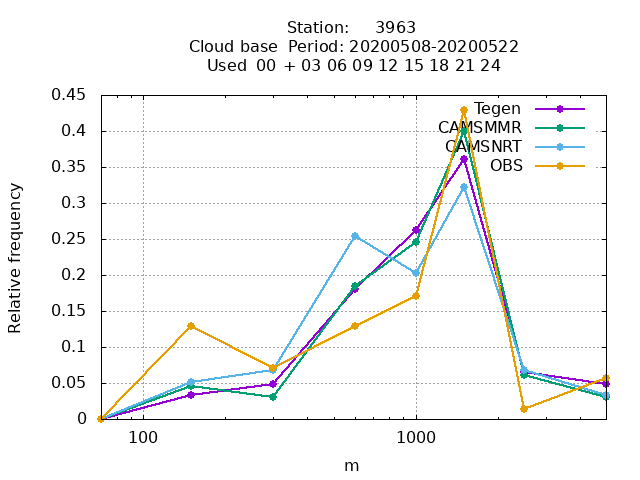 Station: 3963
Cloud base Period: 20200508-20200522
Used 00 + 03 06 09 12 15 18 21 24
0.45
0.4
0.35
0.3
0.25
0.2
0.15
0.1
0.05
0
Relative frequency
Tegen
CAMSMMR
CAMSNRT
OBS
100
1000
m